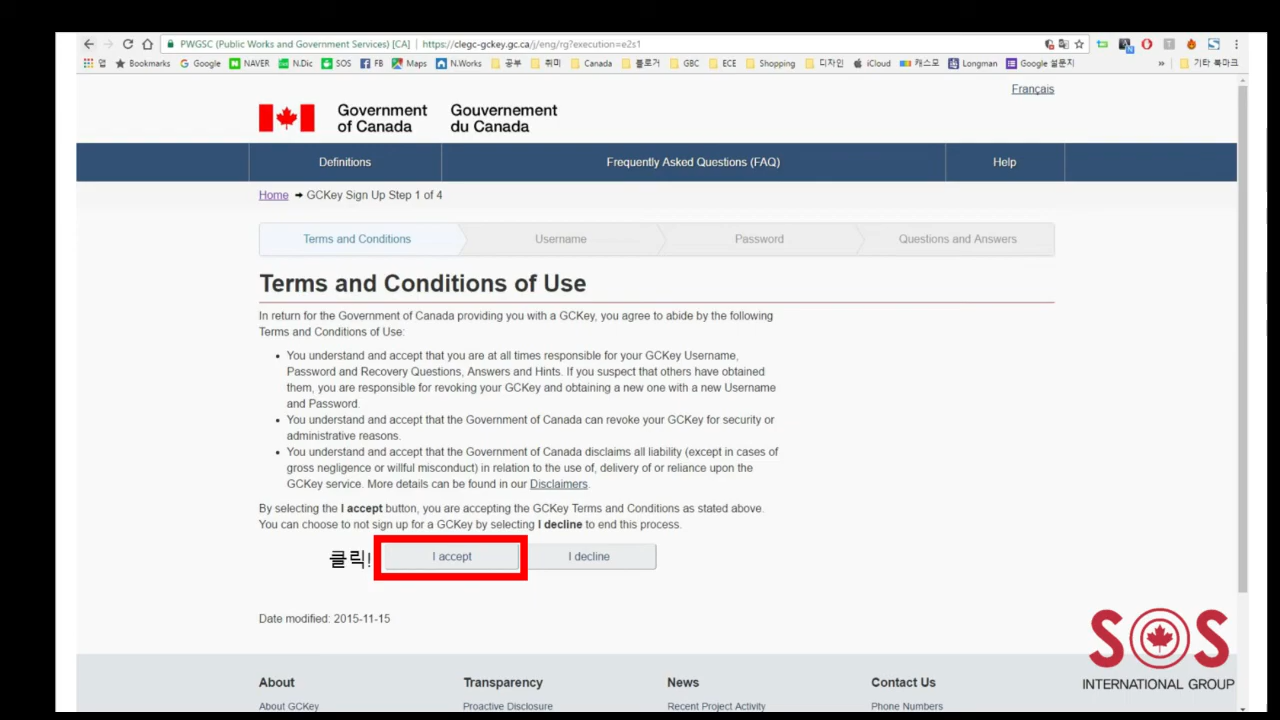 PWGSC (Public Works and Government Services) [CA] | https://clegc-gckey.gc.ca/j/eng/rg?execution=e2s1
앱 Bookmarks Google NAVER N.Dic SOS FB Maps N.Works 공부 취미 Canada 블로거 GBC ECE Shopping 디자인 iCloud 캐스모 Longman Google 설문지 » 기타 북마크
Français
Government of Canada
Gouvernement du Canada
Definitions Frequently Asked Questions (FAQ) Help
Home ➡ GCKey Sign Up Step 1 of 4
Terms and Conditions Username Password Questions and Answers
Terms and Conditions of Use
In return for the Government of Canada providing you with a GCKey, you agree to abide by the following
Terms and Conditions of Use:
• You understand and accept that you are at all times responsible for your GCKey Username,
Password and Recovery Questions, Answers and Hints. If you suspect that others have obtained
them, you are responsible for revoking your GCKey and obtaining a new one with a new Username
and Password.
• You understand and accept that the Government of Canada can revoke your GCKey for security or
administrative reasons.
• You understand and accept that the Government of Canada disclaims all liability (except in cases of
gross negligence or willful misconduct) in relation to the use of, delivery of or reliance upon the
GCKey service. More details can be found in our Disclaimers.
By selecting the I accept button, you are accepting the GCKey Terms and Conditions as stated above.
You can choose to not sign up for a GCKey by selecting I decline to end this process.
클릭! I accept I decline
Date modified: 2015-11-15
SOS
INTERNATIONAL GROUP
About Transparency News Contact Us
About GCKey Proactive Disclosure Recent Project Activity Phone Numbers